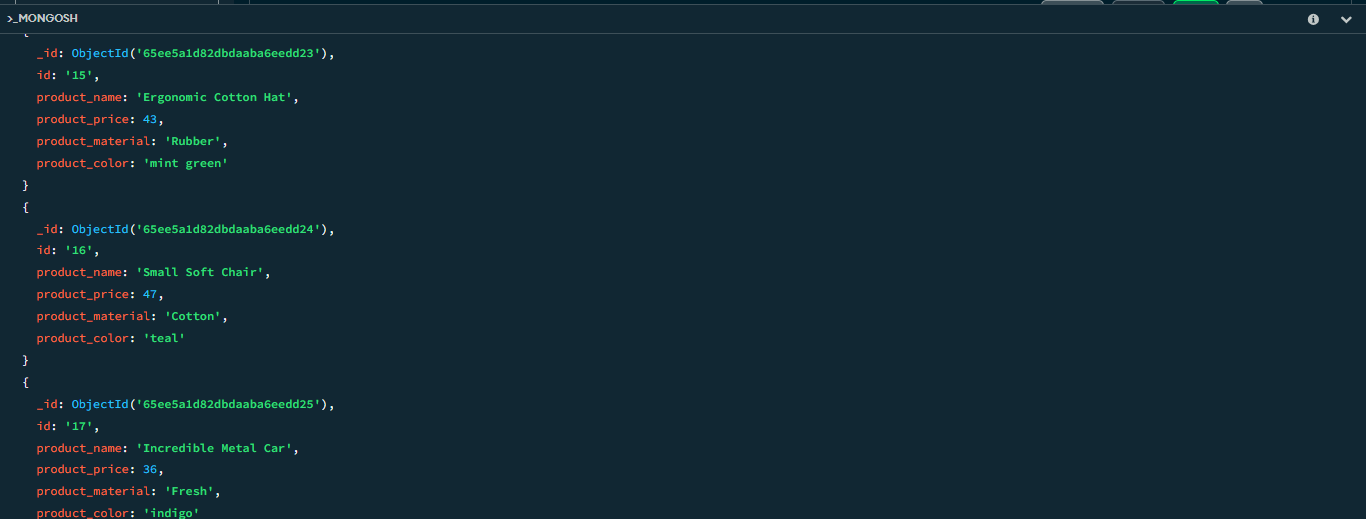 >_MONGOSH
{
_id: ObjectId('65ee5a1d82dbdaaba6eedd23'),
id: '15',
product_name: 'Ergonomic Cotton Hat',
product_price: 43,
product_material: 'Rubber',
product_color: 'mint green'
}
{
_id: ObjectId('65ee5a1d82dbdaaba6eedd24'),
id: '16',
product_name: 'Small Soft Chair',
product_price: 47,
product_material: 'Cotton',
product_color: 'teal'
}
{
_id: ObjectId('65ee5a1d82dbdaaba6eedd25'),
id: '17',
product_name: 'Incredible Metal Car',
product_price: 36,
product_material: 'Fresh',
product_color: 'indigo'